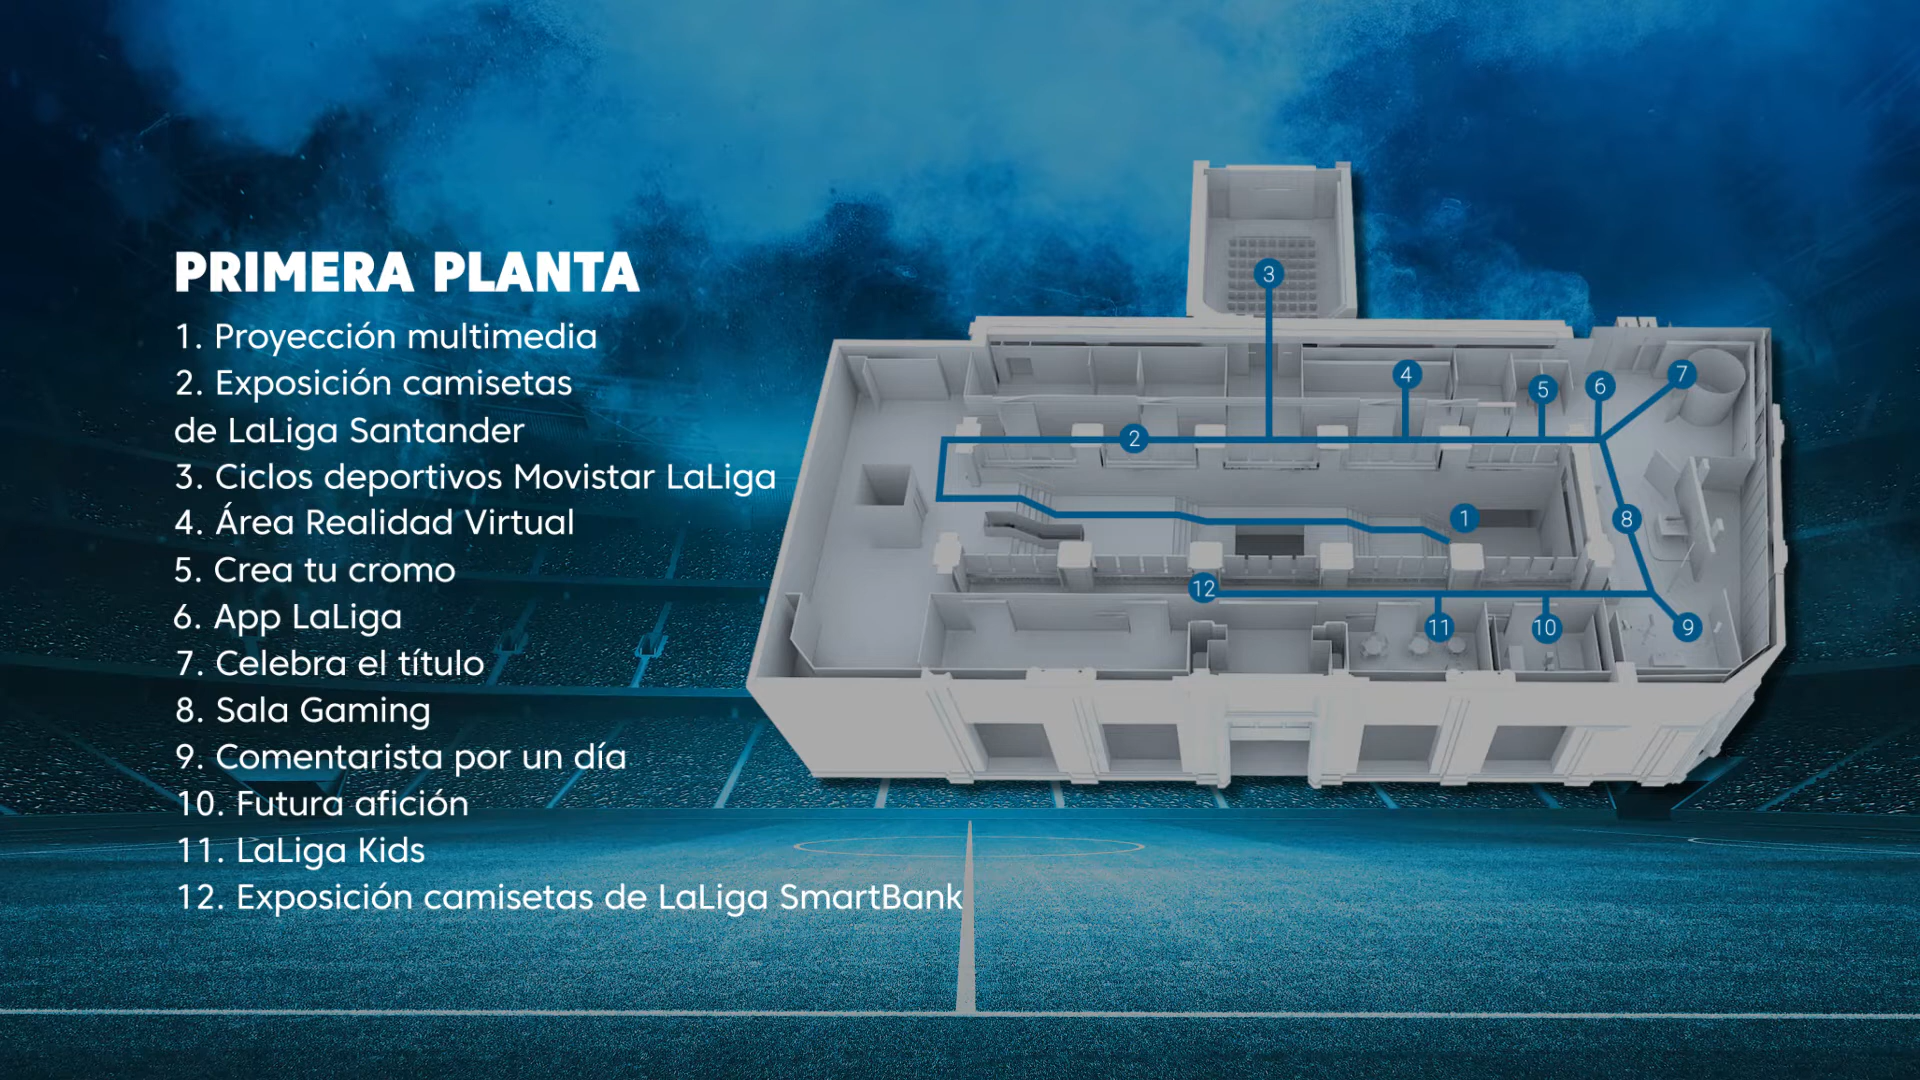 PRIMERA PLANTA
1. Proyección multimedia
2. Exposición camisetas
de LaLiga Santander
3. Ciclos deportivos Movistar LaLiga
4. Área Realidad Virtual
5. Crea tu cromo
6. App LaLiga
7. Celebra el título
8. Sala Gaming
9. Comentarista por un día
10. Futura afición
11. LaLiga Kids
12. Exposición camisetas de LaLiga SmartBank
3
4
5
6
7
2
1
8
12
11
10
9